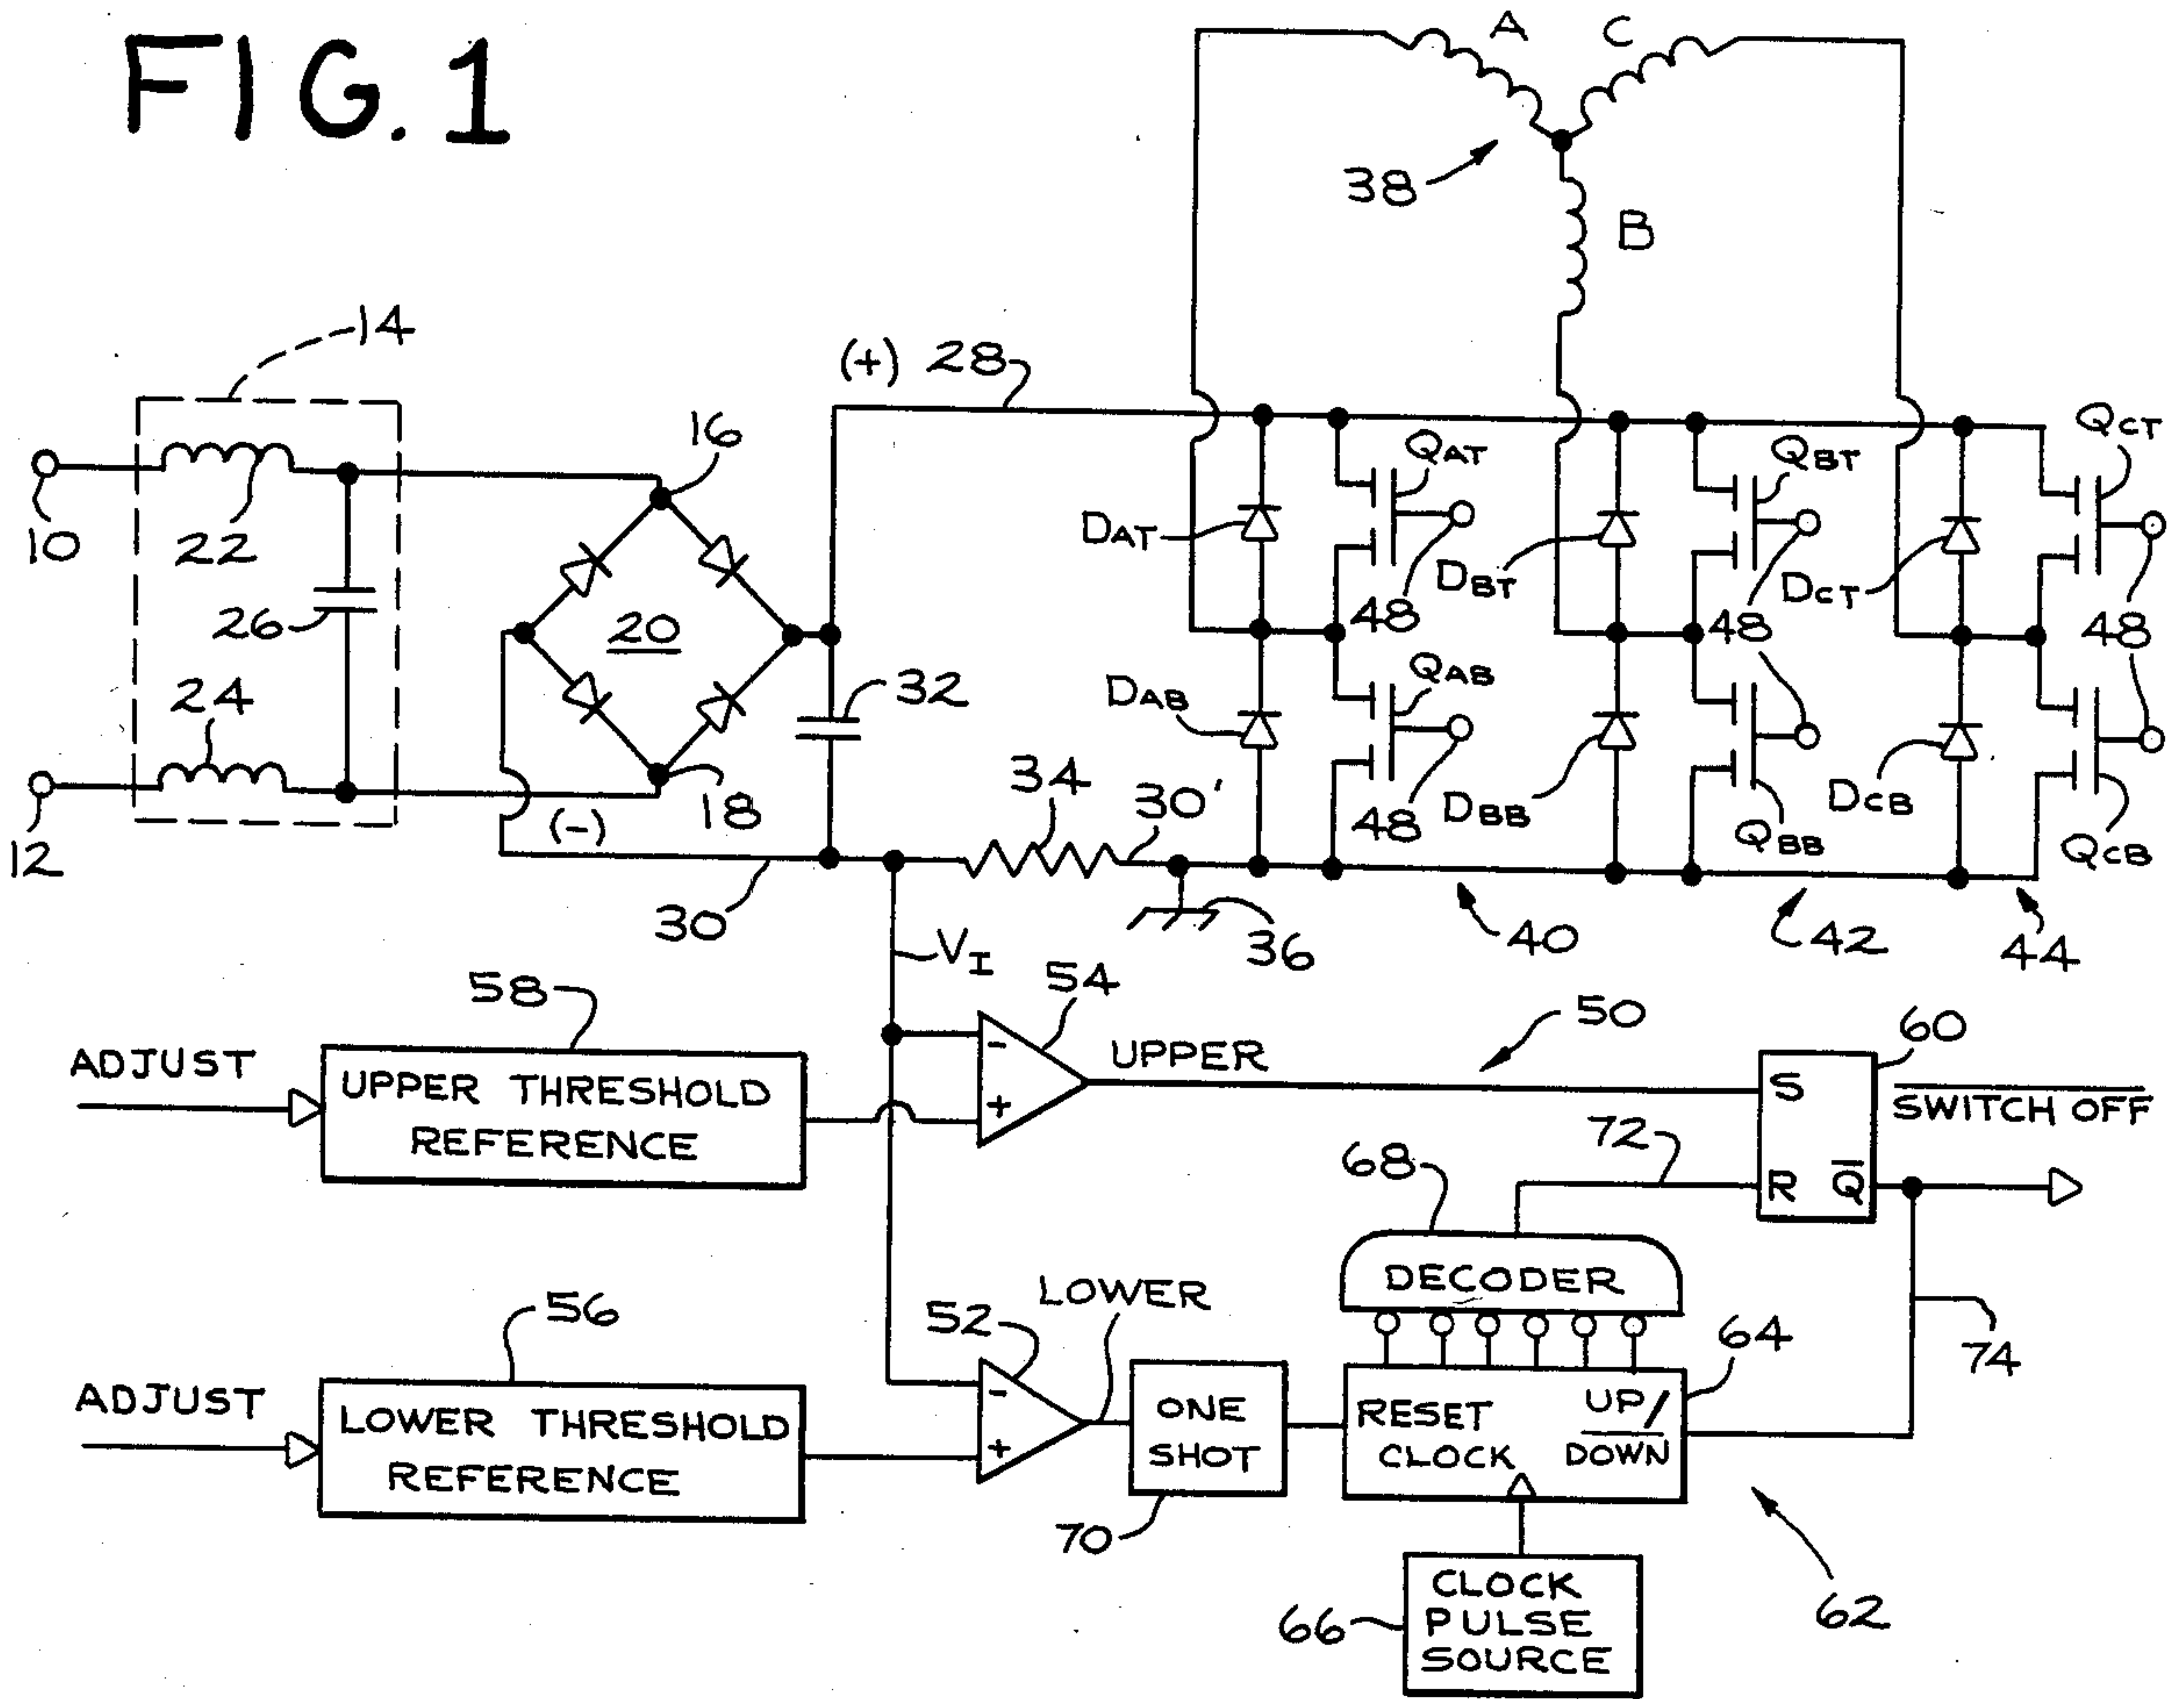 FIG. 1
A C
38
B
14
(+) 28
16
QAT
QBT
QCT
10
22
DAT
DBT
DCT
26
20
48
48
48
24
32
DAB
QAB
34
30'
12
(-)
18
48
DBB
QBB
DCB
QCB
30
VI
36
40
42
44
58
54
50
60
ADJUST
UPPER THRESHOLD
REFERENCE
-
+
UPPER
S
SWITCH OFF
72
68
R Q̅
DECODER
56
52
LOWER
64
74
ADJUST
LOWER THRESHOLD
REFERENCE
-
+
ONE
SHOT
RESET
CLOCK
UP/
DOWN
70
66
CLOCK
PULSE
SOURCE
62